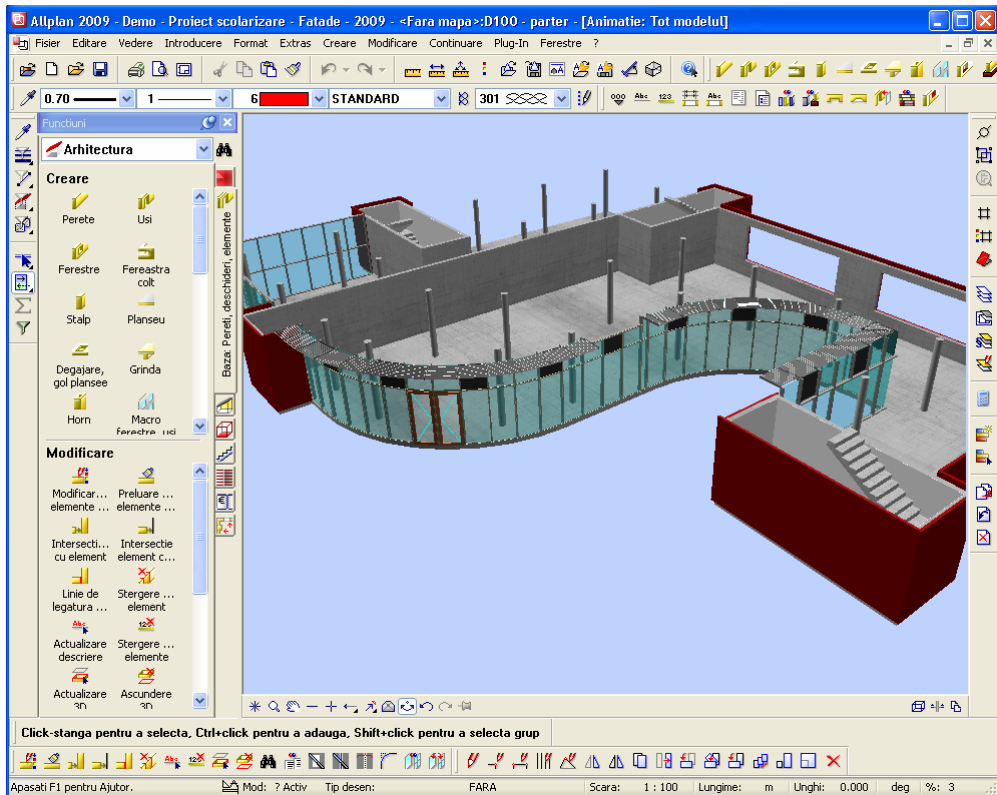 Allplan 2009 - Demo - Proiect scolarizare - Fatade - 2009 - <Fara mapa>:D100 - parter - [Animatie: Tot modelul]
Fisier Editare Vedere Introducere Format Extras Creare Modificare Continuare Plug-In Ferestre ?
0.70 1 6 STANDARD 301
Functiuni
Arhitectura
Creare
Perete Usi
Ferestre Fereastra
colt
Stalp Planseu
Degajare, Grinda
gol plansee
Horn Macro
ferestre, usi
Baza: Pereti, deschideri, elemente
Modificare
Modificar... Preluare ...
elemente ... elemente ...
Intersecti... Intersectie
cu element element c...
Linie de Stergere ...
legatura ... element
Actualizare Stergere ...
descriere elemente
Actualizare Ascundere
3D 3D
Click-stanga pentru a selecta, Ctrl+click pentru a adauga, Shift+click pentru a selecta grup
Apasati F1 pentru Ajutor. Mod: ? Activ Tip desen: FARA Scara: 1 : 100 Lungime: m Unghi: 0.000 deg %: 3